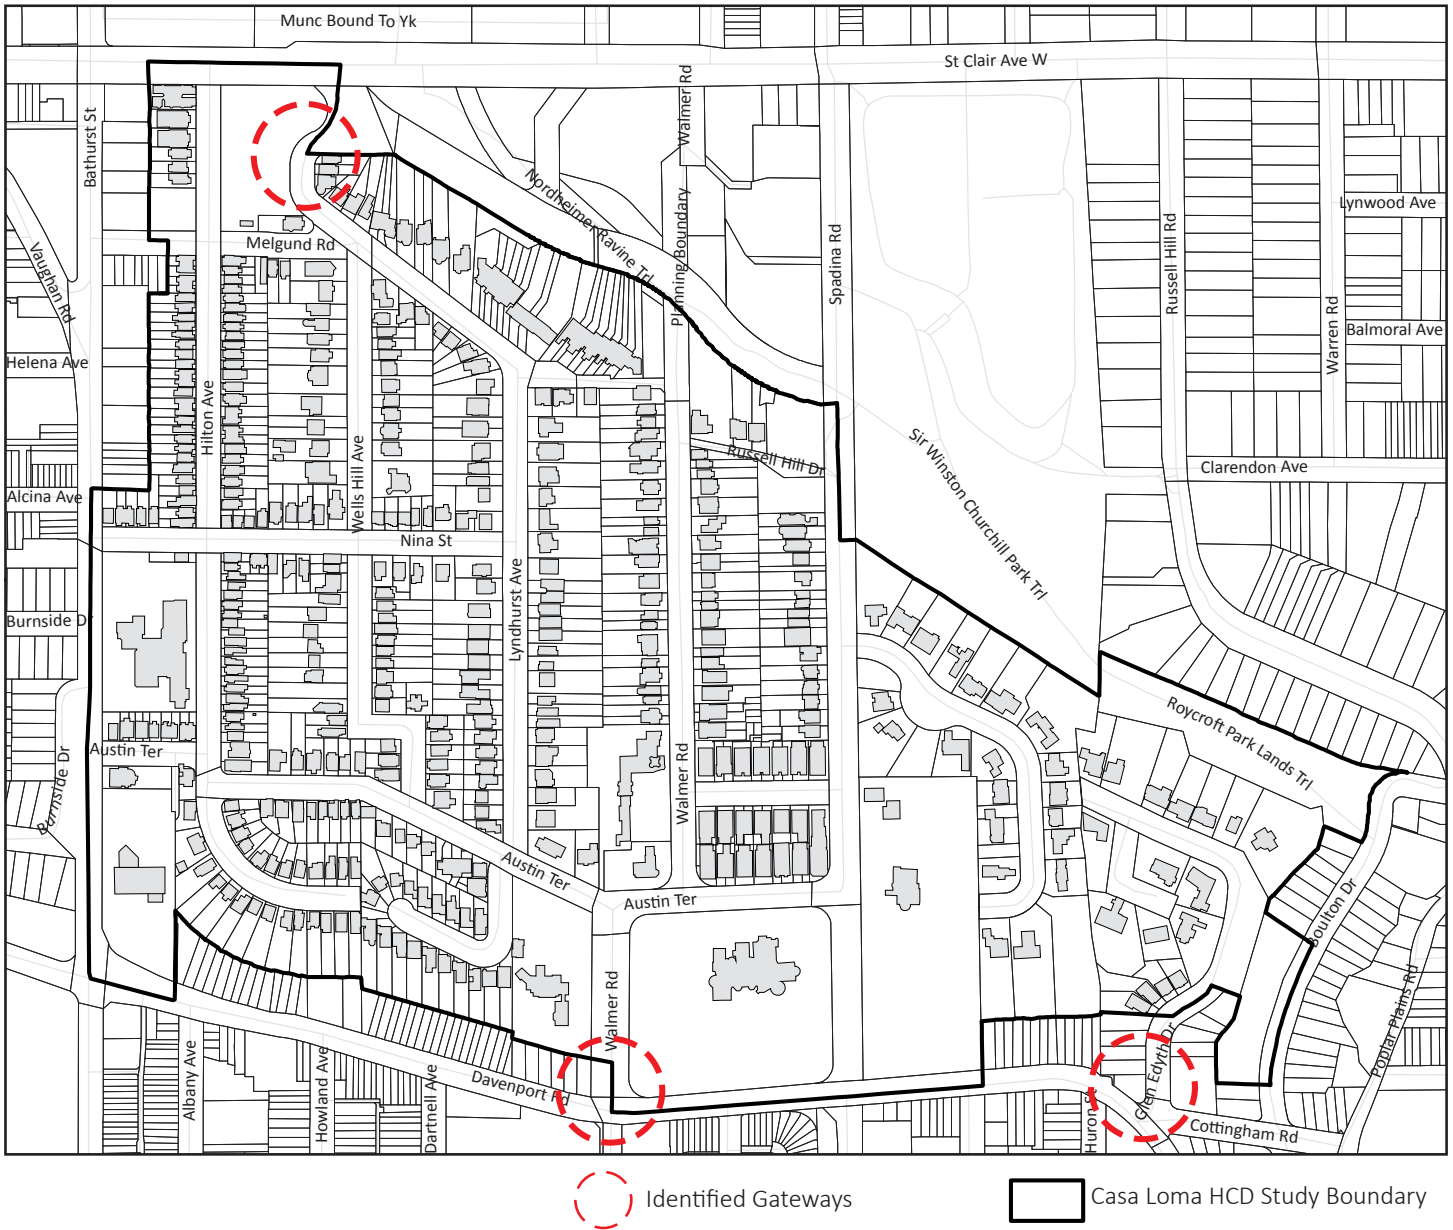 Munc Bound To Yk
St Clair Ave W
Bathurst St
Walmer Rd
Nordheimer Ravine Trl
Planning Boundary
Spadina Rd
Russell Hill Rd
Lynwood Ave
Melgund Rd
Vaughan Rd
Warren Rd
Balmoral Ave
Helena Ave
Hilton Ave
Wells Hill Ave
Russell Hill Dr
Sir Winston Churchill Park Trl
Clarendon Ave
Alcina Ave
Nina St
Lyndhurst Ave
Burnside Dr
Roycroft Park Lands Trl
Austin Ter
Burnside Dr
Walmer Rd
Austin Ter
Austin Ter
Boulton Dr
Walmer Rd
Poplar Plains Rd
Davenport Rd
Albany Ave
Howland Ave
Dartnell Ave
Huron St
Glen Edyth Dr
Cottingham Rd
Identified Gateways
Casa Loma HCD Study Boundary